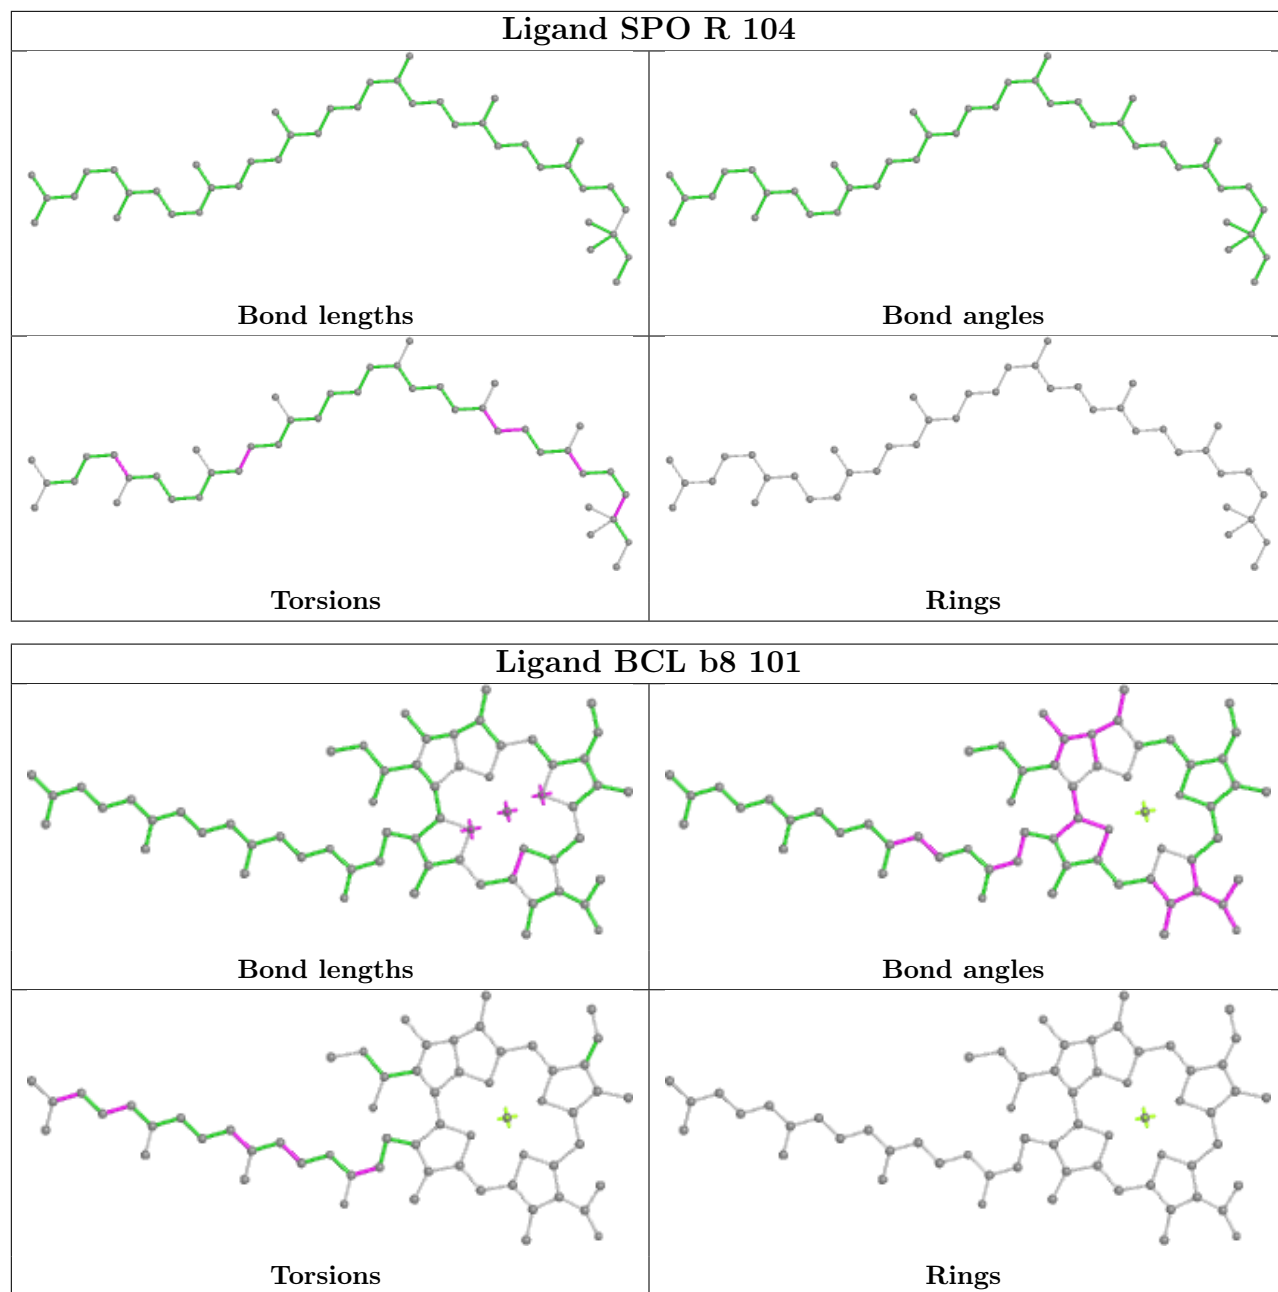 Ligand SPO R 104
Bond lengths
Bond angles
Torsions
Rings
Ligand BCL b8 101
Bond lengths
Bond angles
Torsions
Rings